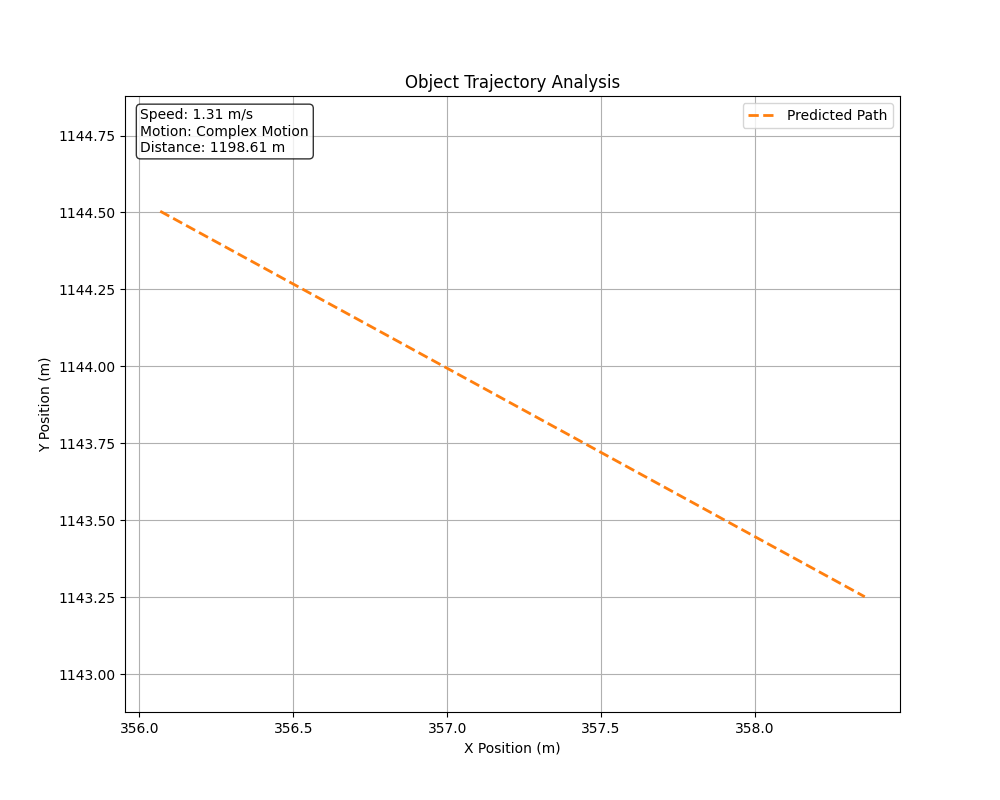 Object Trajectory Analysis
Speed: 1.31 m/s
Motion: Complex Motion
Distance: 1198.61 m
Predicted Path
1144.75
1144.50
1144.25
1144.00
1143.75
1143.50
1143.25
1143.00
Y Position (m)
356.0 356.5 357.0 357.5 358.0
X Position (m)